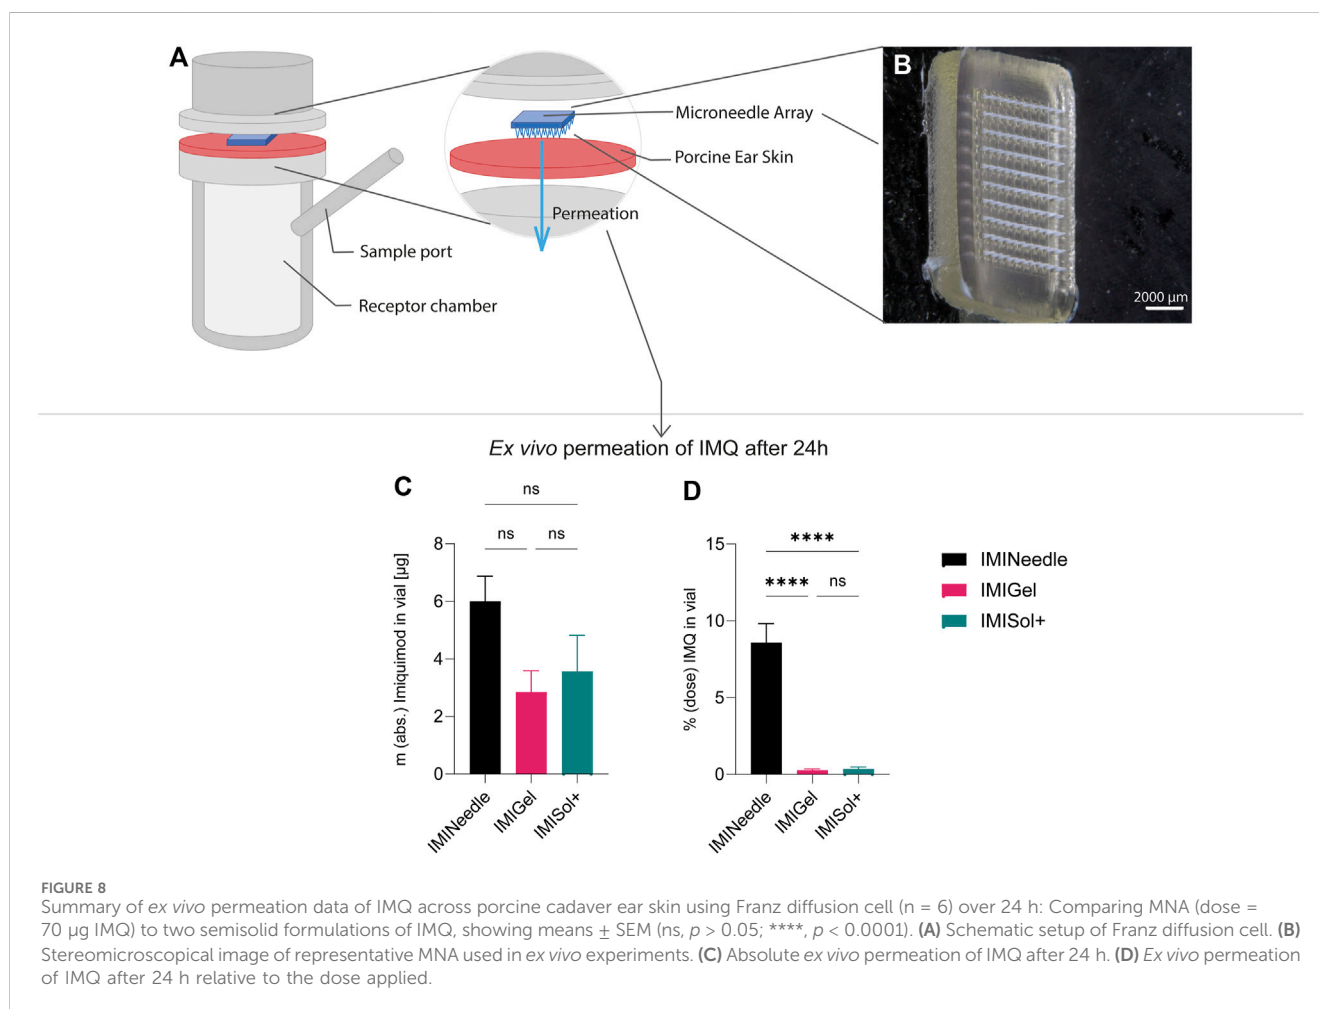 A
Microneedle Array
Porcine Ear Skin
Permeation
Sample port
Receptor chamber
B
2000 µm
Ex vivo permeation of IMQ after 24h
C
ns
ns
ns
m (abs.) Imiquimod in vial [µg]
8
6
4
2
0
IMINeedle
IMIGel
IMISol+
D
****
****
ns
% (dose) IMQ in vial
15
10
5
0
IMINeedle
IMIGel
IMISol+
IMINeedle
IMIGel
IMISol+
FIGURE 8
Summary of ex vivo permeation data of IMQ across porcine cadaver ear skin using Franz diffusion cell (n = 6) over 24 h: Comparing MNA (dose =
70 µg IMQ) to two semisolid formulations of IMQ, showing means ± SEM (ns, p > 0.05; ****, p < 0.0001). (A) Schematic setup of Franz diffusion cell. (B)
Stereomicroscopical image of representative MNA used in ex vivo experiments. (C) Absolute ex vivo permeation of IMQ after 24 h. (D) Ex vivo permeation
of IMQ after 24 h relative to the dose applied.